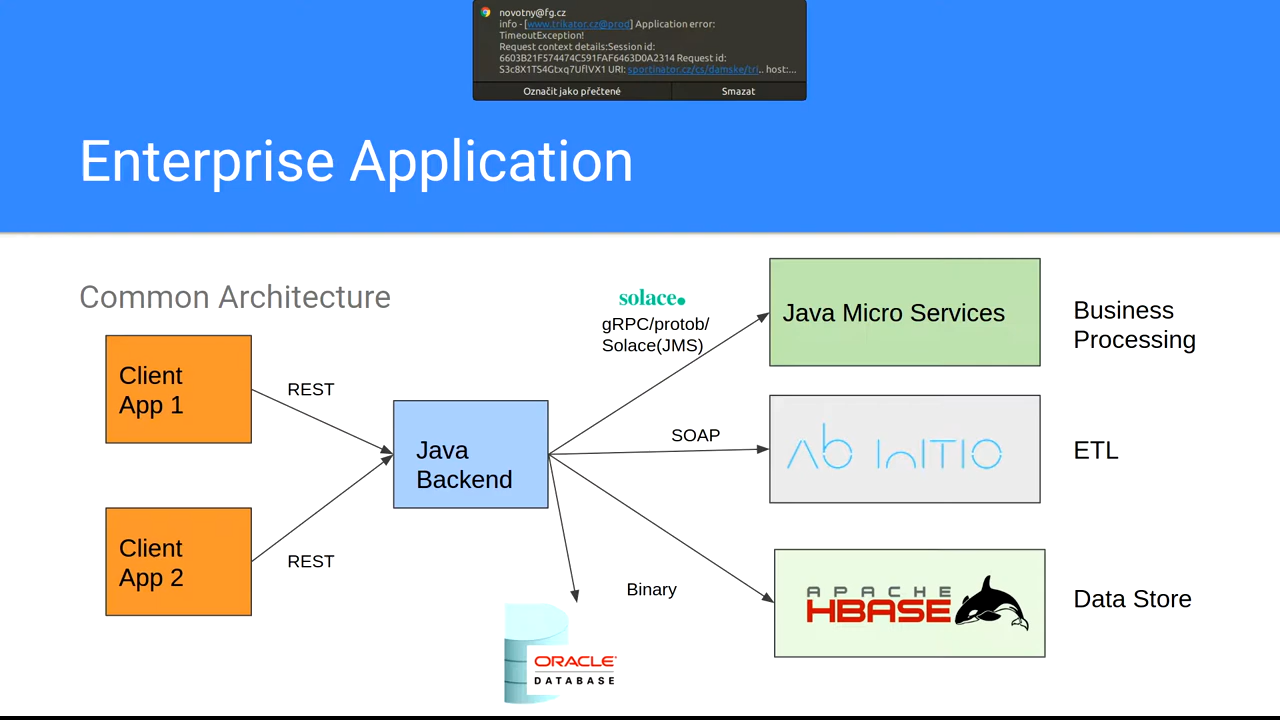 novotny@fg.cz
info - [www.trikator.cz@prod] Application error:
TimeoutException!
Request context details:Session id:
6603B21F574474C591FAF6463D0A2314 Request id:
S3c8X1TS4Gtxq7UflVX1 URI: sportinator.cz/cs/damske/tri.. host:...
Označit jako přečtené
Smazat
Enterprise Application
Common Architecture
Client
App 1
REST
Client
App 2
REST
Java
Backend
solace.
gRPC/protob/
Solace(JMS)
Java Micro Services
Business
Processing
SOAP
Ab InITIO
ETL
Binary
APACHE
HBASE
Data Store
ORACLE
DATABASE